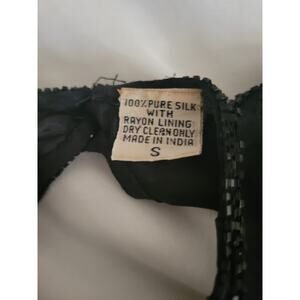 100% PURE SILK
WITH
RAYON LINING
DRY CLEAN ONLY
MADE IN INDIA
S